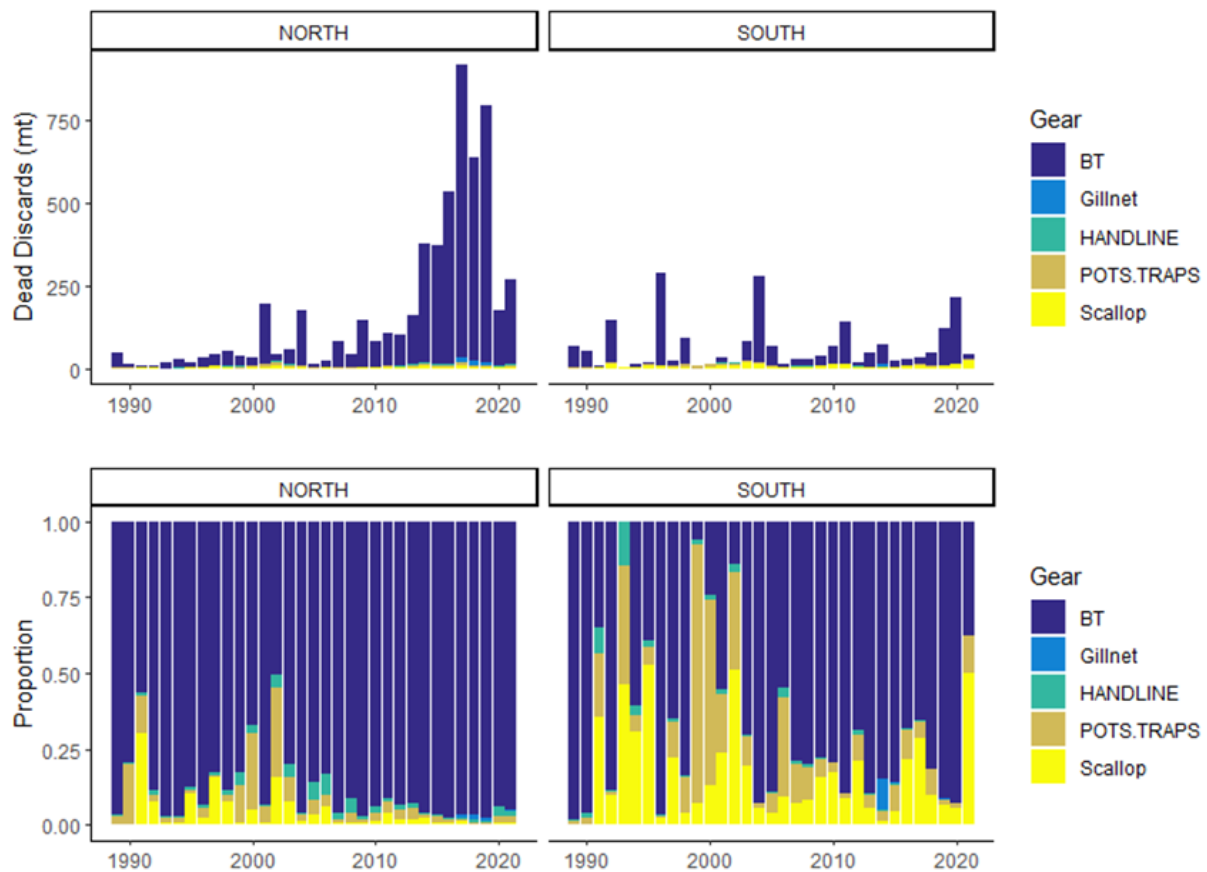 NORTH
SOUTH
Dead Discards (mt)
750
500
250
0
1990
2000
2010
2020
1990
2000
2010
2020
Gear
BT
Gillnet
HANDLINE
POTS.TRAPS
Scallop
NORTH
SOUTH
Proportion
1.00
0.75
0.50
0.25
0.00
1990
2000
2010
2020
1990
2000
2010
2020
Gear
BT
Gillnet
HANDLINE
POTS.TRAPS
Scallop